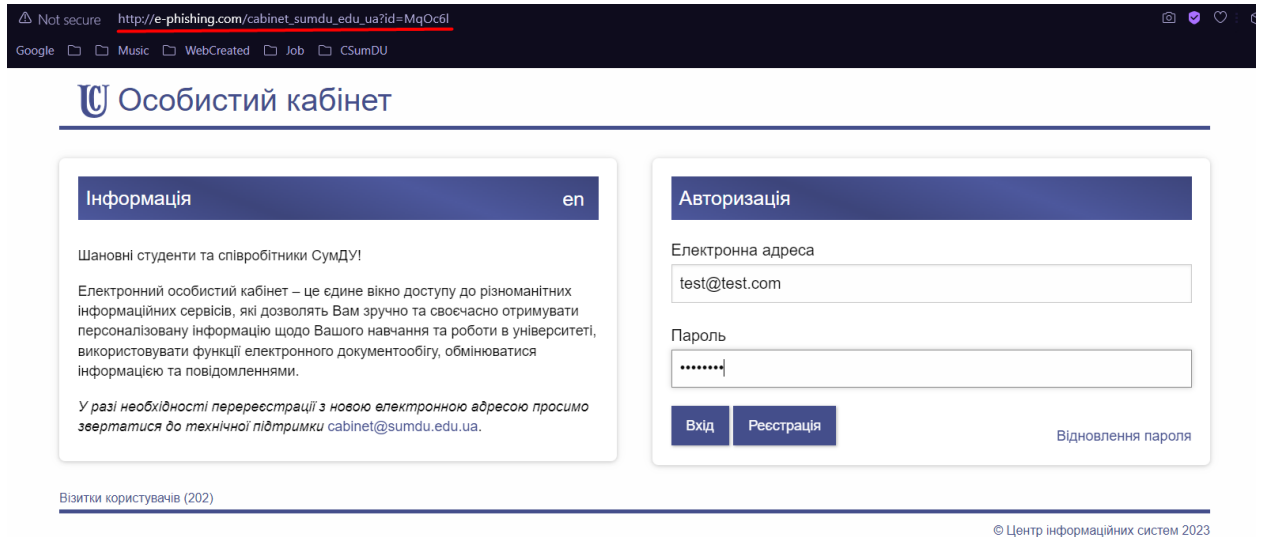 Not secure http://e-phishing.com/cabinet_sumdu_edu_ua?id=MqOc6l
Google Music WebCreated Job CSumDU
Особистий кабінет
Інформація en
Шановні студенти та співробітники СумДУ!
Електронний особистий кабінет – це єдине вікно доступу до різноманітних
інформаційних сервісів, які дозволять Вам зручно та своєчасно отримувати
персоналізовану інформацію щодо Вашого навчання та роботи в університеті,
використовувати функції електронного документообігу, обмінюватися
інформацією та повідомленнями.
У разі необхідності перереєстрації з новою електронною адресою просимо
звертатися до технічної підтримки cabinet@sumdu.edu.ua.
Авторизація
Електронна адреса
test@test.com
Пароль
••••••••
Вхід Реєстрація
Відновлення пароля
Візитки користувачів (202)
© Центр інформаційних систем 2023